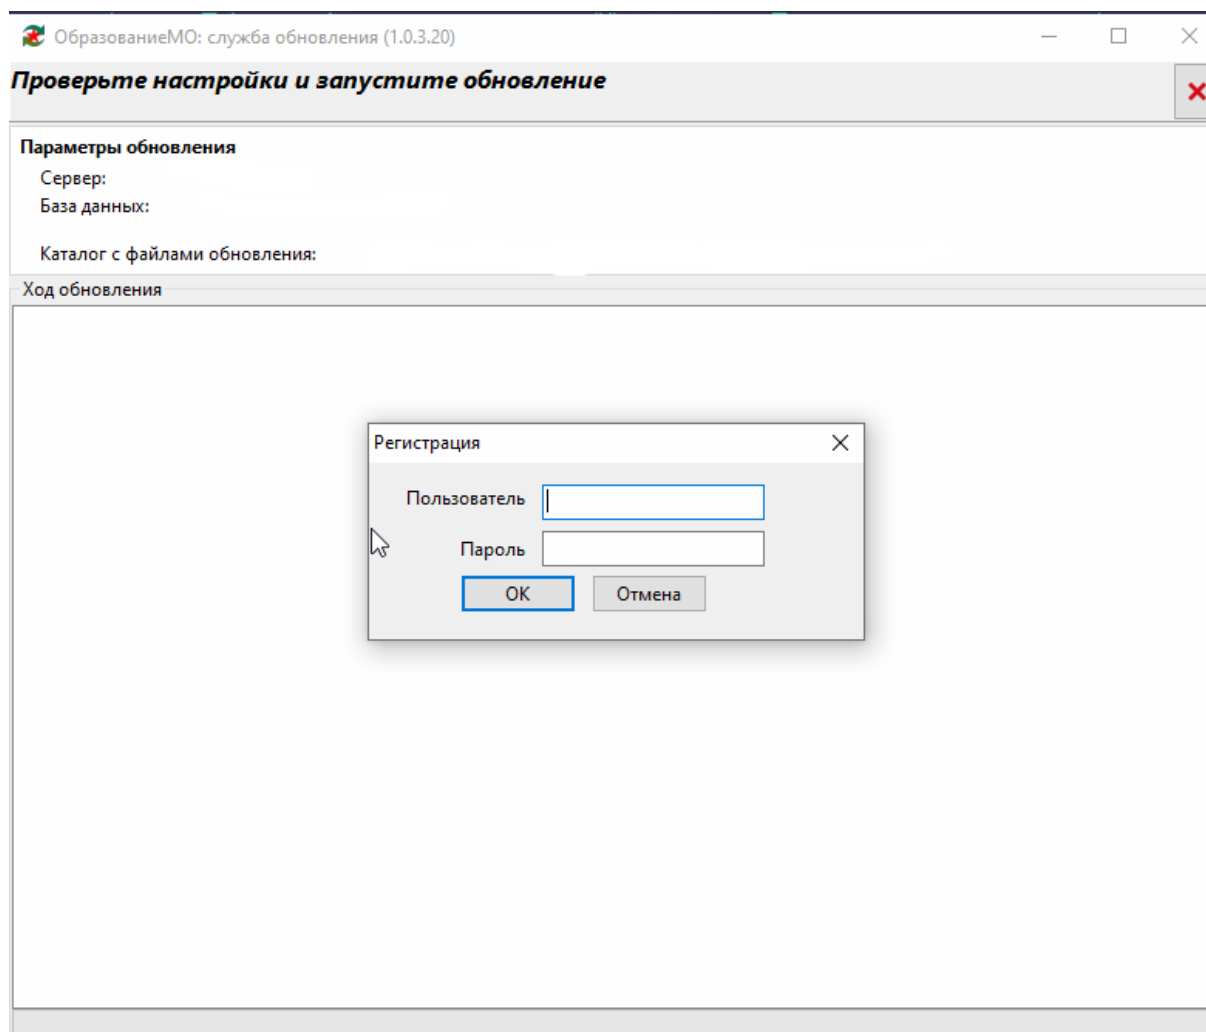 ОбразованиеМО: служба обновления (1.0.3.20)
Проверьте настройки и запустите обновление
Параметры обновления
Сервер:
База данных:
Каталог с файлами обновления:
Ход обновления
Регистрация
Пользователь
Пароль
ОК Отмена